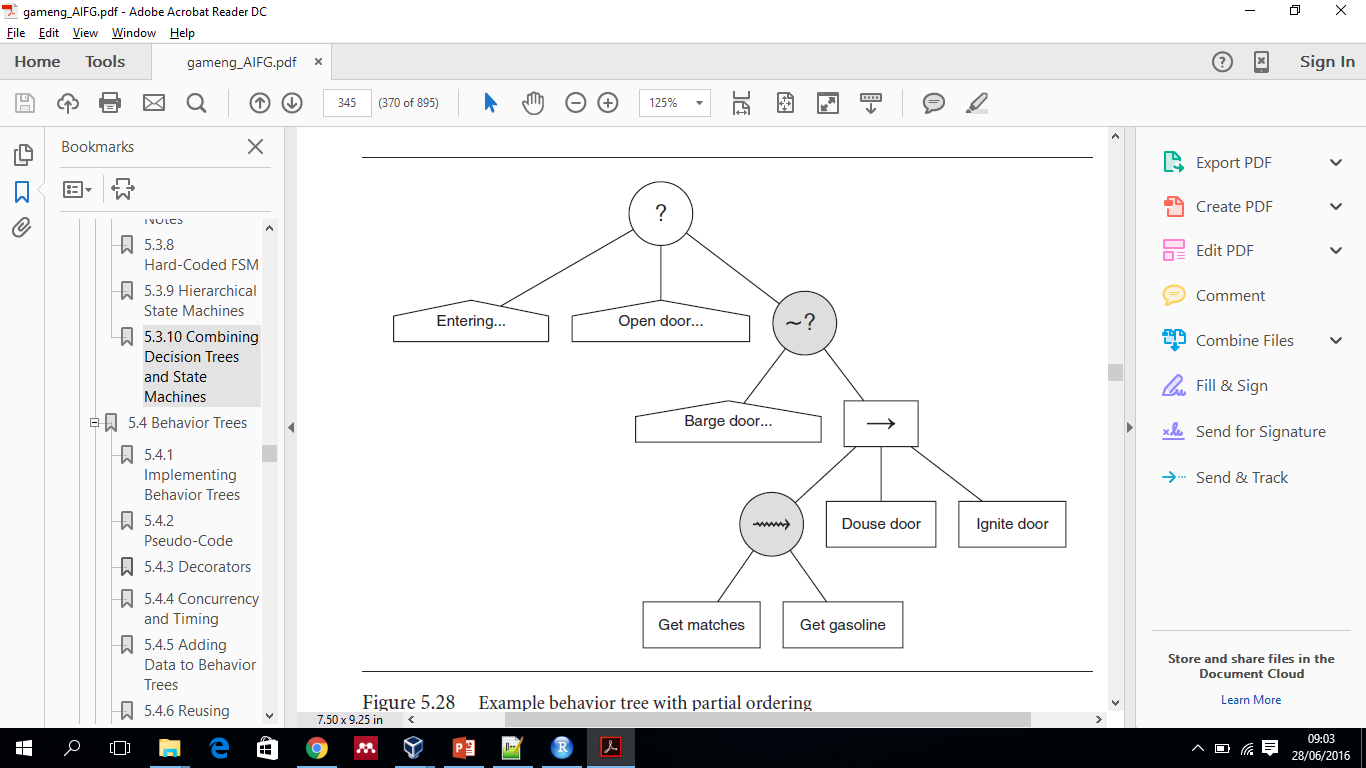 gameng_AIFG.pdf - Adobe Acrobat Reader DC
File Edit View Window Help
Home Tools gameng_AIFG.pdf × Sign In
345 (370 of 895) 125%
Bookmarks
Notes
5.3.8
Hard-Coded FSM
5.3.9 Hierarchical
State Machines
5.3.10 Combining
Decision Trees
and State
Machines
5.4 Behavior Trees
5.4.1
Implementing
Behavior Trees
5.4.2
Pseudo-Code
5.4.3 Decorators
5.4.4 Concurrency
and Timing
5.4.5 Adding
Data to Behavior
Trees
5.4.6 Reusing
?
Entering...
Open door...
~?
Barge door...
→
Douse door
Ignite door
Get matches
Get gasoline
Figure 5.28 Example behavior tree with partial ordering
7.50 x 9.25 in
Export PDF
Create PDF
Edit PDF
Comment
Combine Files
Fill & Sign
Send for Signature
Send & Track
Store and share files in the
Document Cloud
Learn More
09:03
28/06/2016